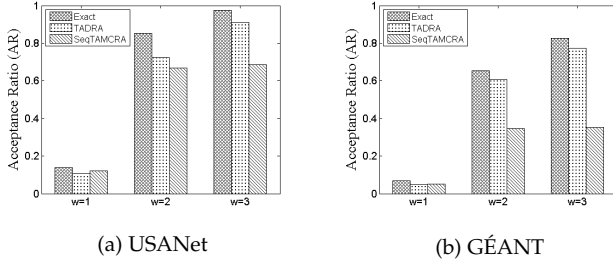 Acceptance Ratio (AR)
1
0.8
0.6
0.4
0.2
0
Exact
TADRA
SeqTAMCRA
w=1 w=2 w=3
(a) USANet
Acceptance Ratio (AR)
1
0.8
0.6
0.4
0.2
0
Exact
TADRA
SeqTAMCRA
w=1 w=2 w=3
(b) GÉANT